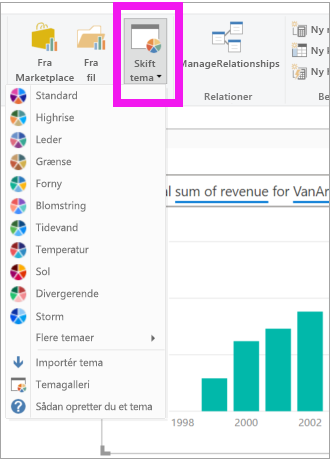 Fra
Marketplace
Fra
fil
Skift
tema
ManageRelationships
Relationer
Ny
Ny
Ny
Be
Standard
Highrise
Leder
Grænse
Forny
Blomstring
Tidevand
Temperatur
Sol
Divergerende
Storm
Flere temaer
Importér tema
Temagalleri
Sådan opretter du et tema
al sum of revenue for VanAr
1998
2000
2002